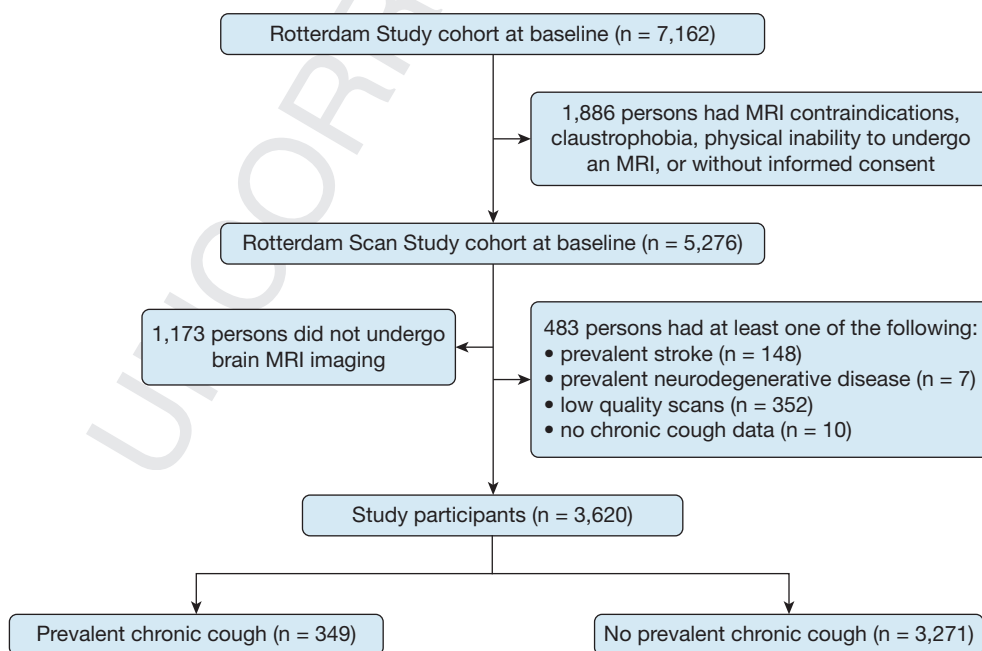 Rotterdam Study cohort at baseline (n = 7,162)
1,886 persons had MRI contraindications,
claustrophobia, physical inability to undergo
an MRI, or without informed consent
Rotterdam Scan Study cohort at baseline (n = 5,276)
1,173 persons did not undergo
brain MRI imaging
483 persons had at least one of the following:
• prevalent stroke (n = 148)
• prevalent neurodegenerative disease (n = 7)
• low quality scans (n = 352)
• no chronic cough data (n = 10)
Study participants (n = 3,620)
Prevalent chronic cough (n = 349)
No prevalent chronic cough (n = 3,271)